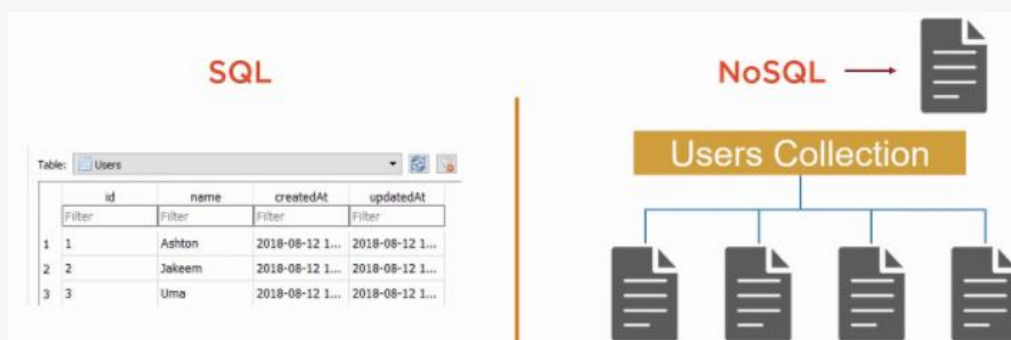 SQL
Table: Users
id name createdAt updatedAt
Filter Filter Filter Filter
1 1 Ashton 2018-08-12 1... 2018-08-12 1...
2 2 Jakeem 2018-08-12 1... 2018-08-12 1...
3 3 Uma 2018-08-12 1... 2018-08-12 1...
NoSQL
Users Collection